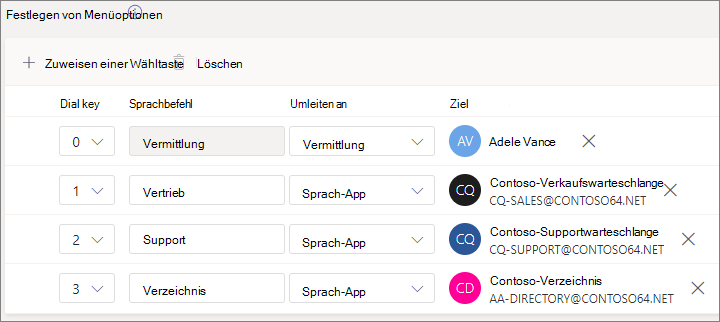 Festlegen von Menüoptionen
Zuweisen einer Wähltaste Löschen
Dial key Sprachbefehl Umleiten an Ziel
0 Vermittlung Vermittlung AV Adele Vance
1 Vertrieb Sprach-App CQ Contoso-Verkaufswarteschlange
CQ-SALES@CONTOSO64.NET
2 Support Sprach-App CQ Contoso-Supportwarteschlange
CQ-SUPPORT@CONTOSO64.NET
3 Verzeichnis Sprach-App CD Contoso-Verzeichnis
AA-DIRECTORY@CONTOSO64.NET